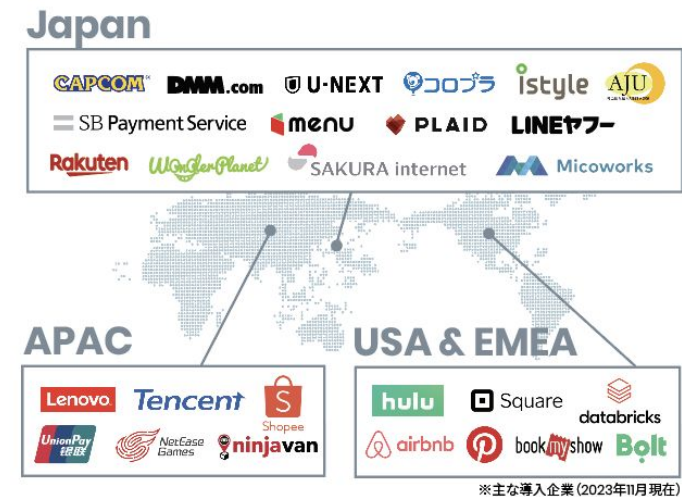 Japan
CAPCOM DMM.com U-NEXT コロプラ istyle AJU
SB Payment Service menu PLAID LINEヤフー
Rakuten WonderPlanet SAKURA internet Micoworks
APAC
Lenovo Tencent Shopee
UnionPay 银联 NetEase Games ninjavan
USA & EMEA
hulu Square databricks
airbnb bookmyshow Bolt
※主な導入企業(2023年11月現在)